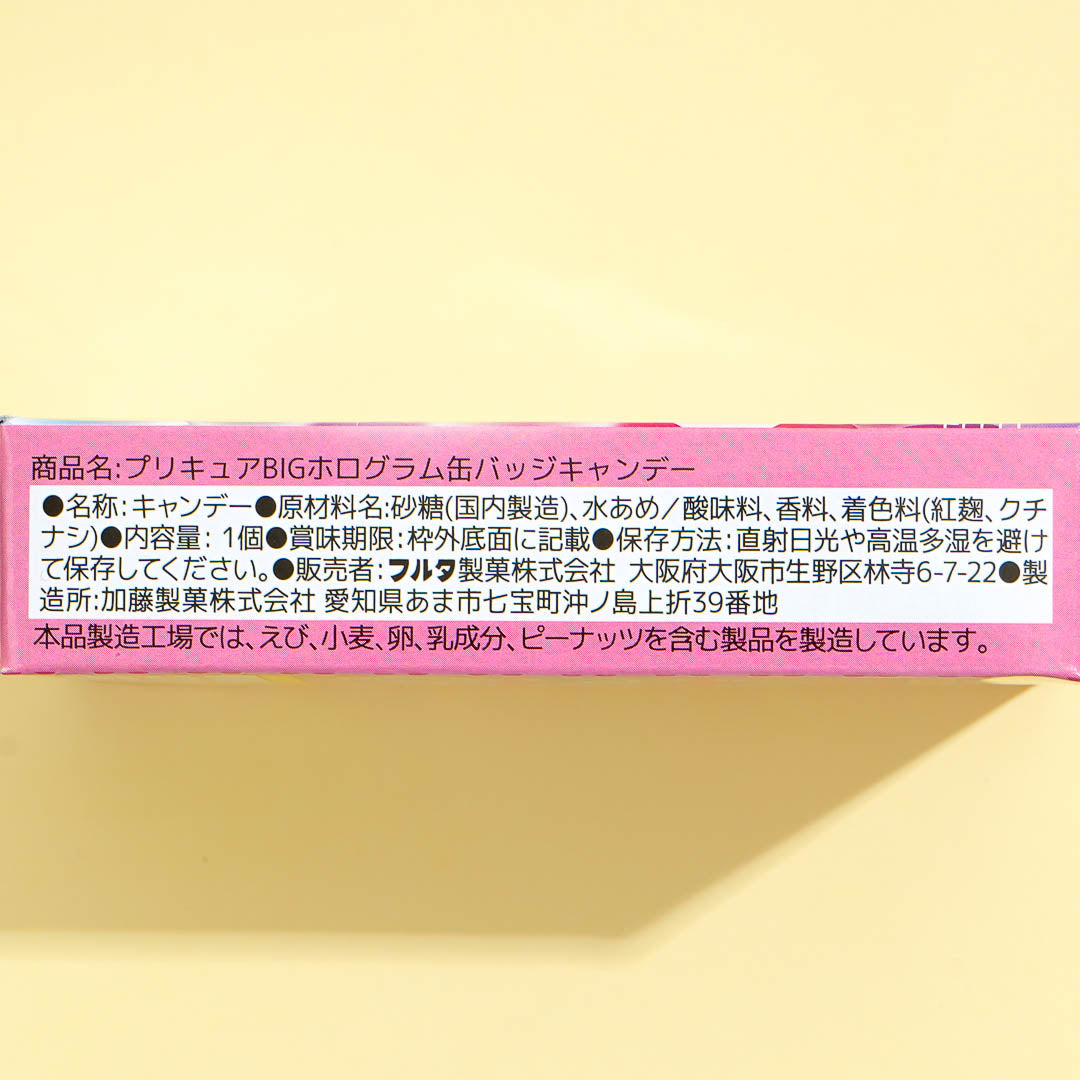 商品名:プリキュアBIGホログラム缶バッジキャンデー
●名称:キャンデー●原材料名:砂糖(国内製造)、水あめ／酸味料、香料、着色料(紅麹、クチ
ナシ)●内容量:1個●賞味期限:枠外底面に記載●保存方法:直射日光や高温多湿を避け
て保存してください。●販売者:フルタ製菓株式会社 大阪府大阪市生野区林寺6-7-22●製
造所:加藤製菓株式会社 愛知県あま市七宝町沖ノ島上折39番地
本品製造工場では、えび、小麦、卵、乳成分、ピーナッツを含む製品を製造しています。